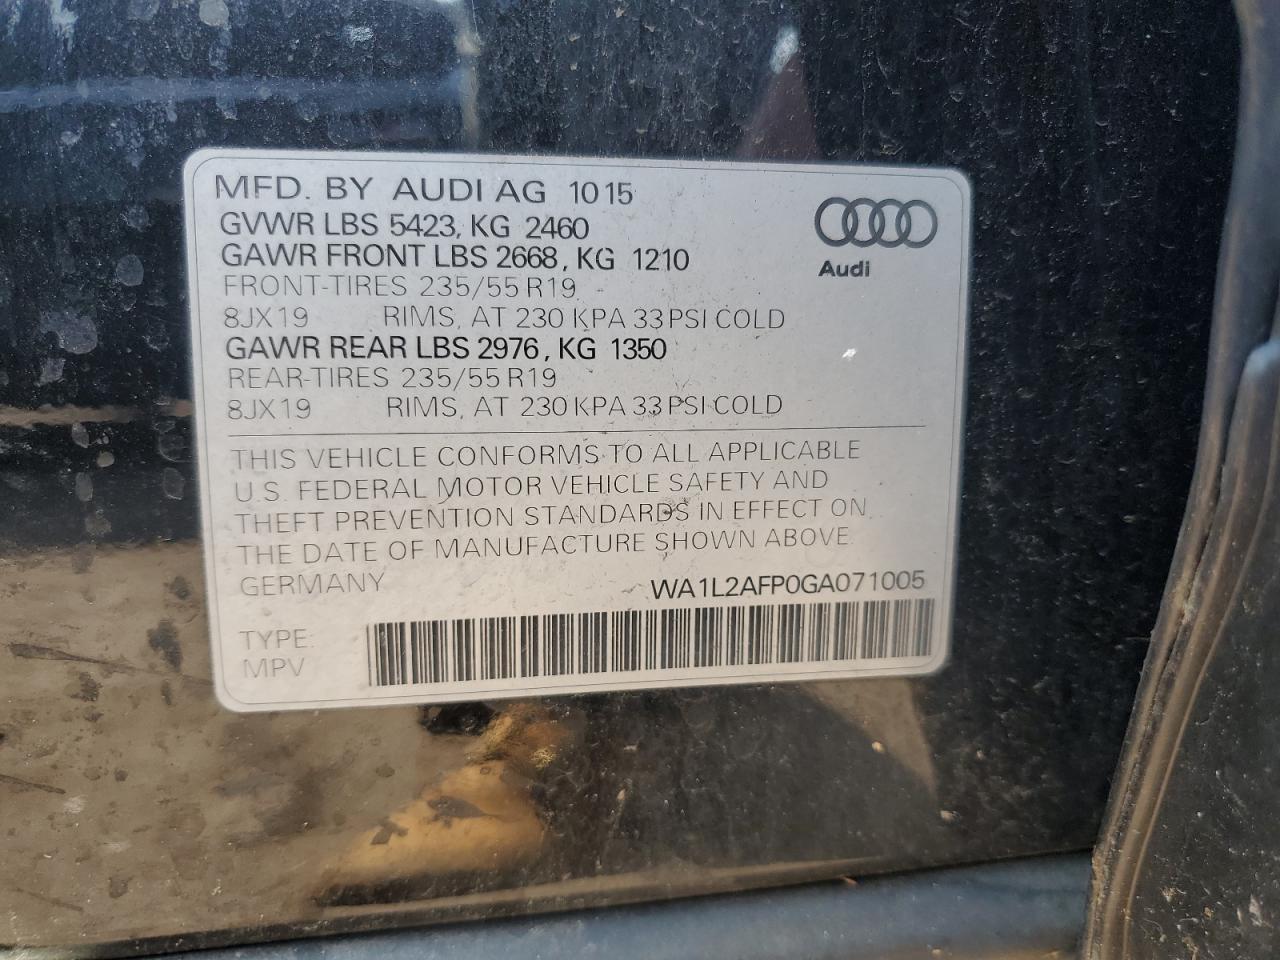 MFD. BY AUDI AG 10 15
GVWR LBS 5423, KG 2460
GAWR FRONT LBS 2668, KG 1210
FRONT-TIRES 235/55 R19
8JX19 RIMS, AT 230 KPA 33 PSI COLD
GAWR REAR LBS 2976, KG 1350
REAR-TIRES 235/55 R19
8JX19 RIMS, AT 230 KPA 33 PSI COLD
Audi
THIS VEHICLE CONFORMS TO ALL APPLICABLE
U.S. FEDERAL MOTOR VEHICLE SAFETY AND
THEFT PREVENTION STANDARDS IN EFFECT ON
THE DATE OF MANUFACTURE SHOWN ABOVE.
GERMANY WA1L2AFP0GA071005
TYPE:
MPV